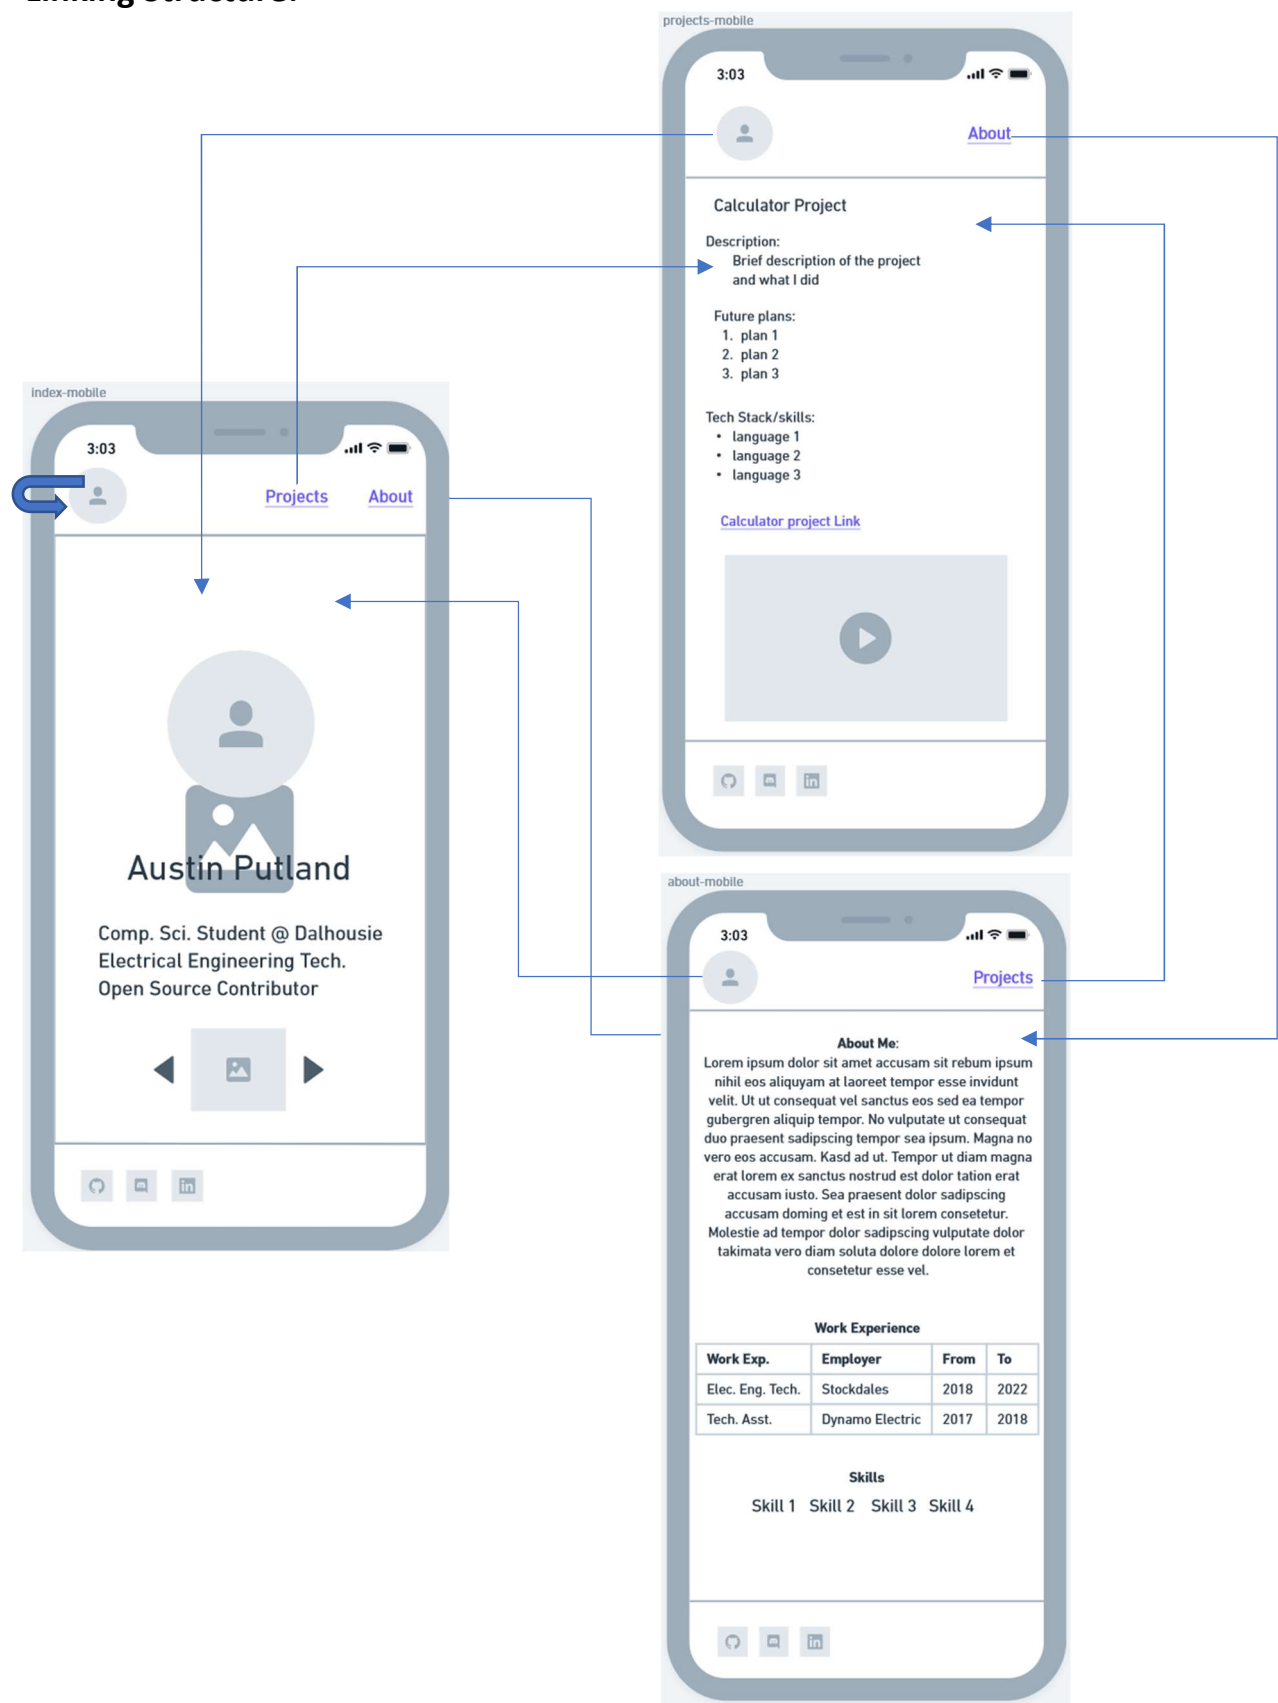 Linking Structure:
projects-mobile
3:03
About
Calculator Project
Description:
Brief description of the project
and what I did
Future plans:
1. plan 1
2. plan 2
3. plan 3
Tech Stack/skills:
• language 1
• language 2
• language 3
Calculator project Link
index-mobile
3:03
Projects About
Austin Putland
Comp. Sci. Student @ Dalhousie
Electrical Engineering Tech.
Open Source Contributor
about-mobile
3:03
Projects
About Me:
Lorem ipsum dolor sit amet accusam sit rebum ipsum
nihil eos aliquyam at laoreet tempor esse invidunt
velit. Ut ut consequat vel sanctus eos sed ea tempor
gubergren aliquip tempor. No vulputate ut consequat
duo praesent sadipscing tempor sea ipsum. Magna no
vero eos accusam. Kasd ad ut. Tempor ut diam magna
erat lorem ex sanctus nostrud est dolor tation erat
accusam iusto. Sea praesent dolor sadipscing
accusam doming et est in sit lorem consetetur.
Molestie ad tempor dolor sadipscing vulputate dolor
takimata vero diam soluta dolore dolore lorem et
consetetur esse vel.
Work Experience
Work Exp. Employer From To
Elec. Eng. Tech. Stockdales 2018 2022
Tech. Asst. Dynamo Electric 2017 2018
Skills
Skill 1 Skill 2 Skill 3 Skill 4